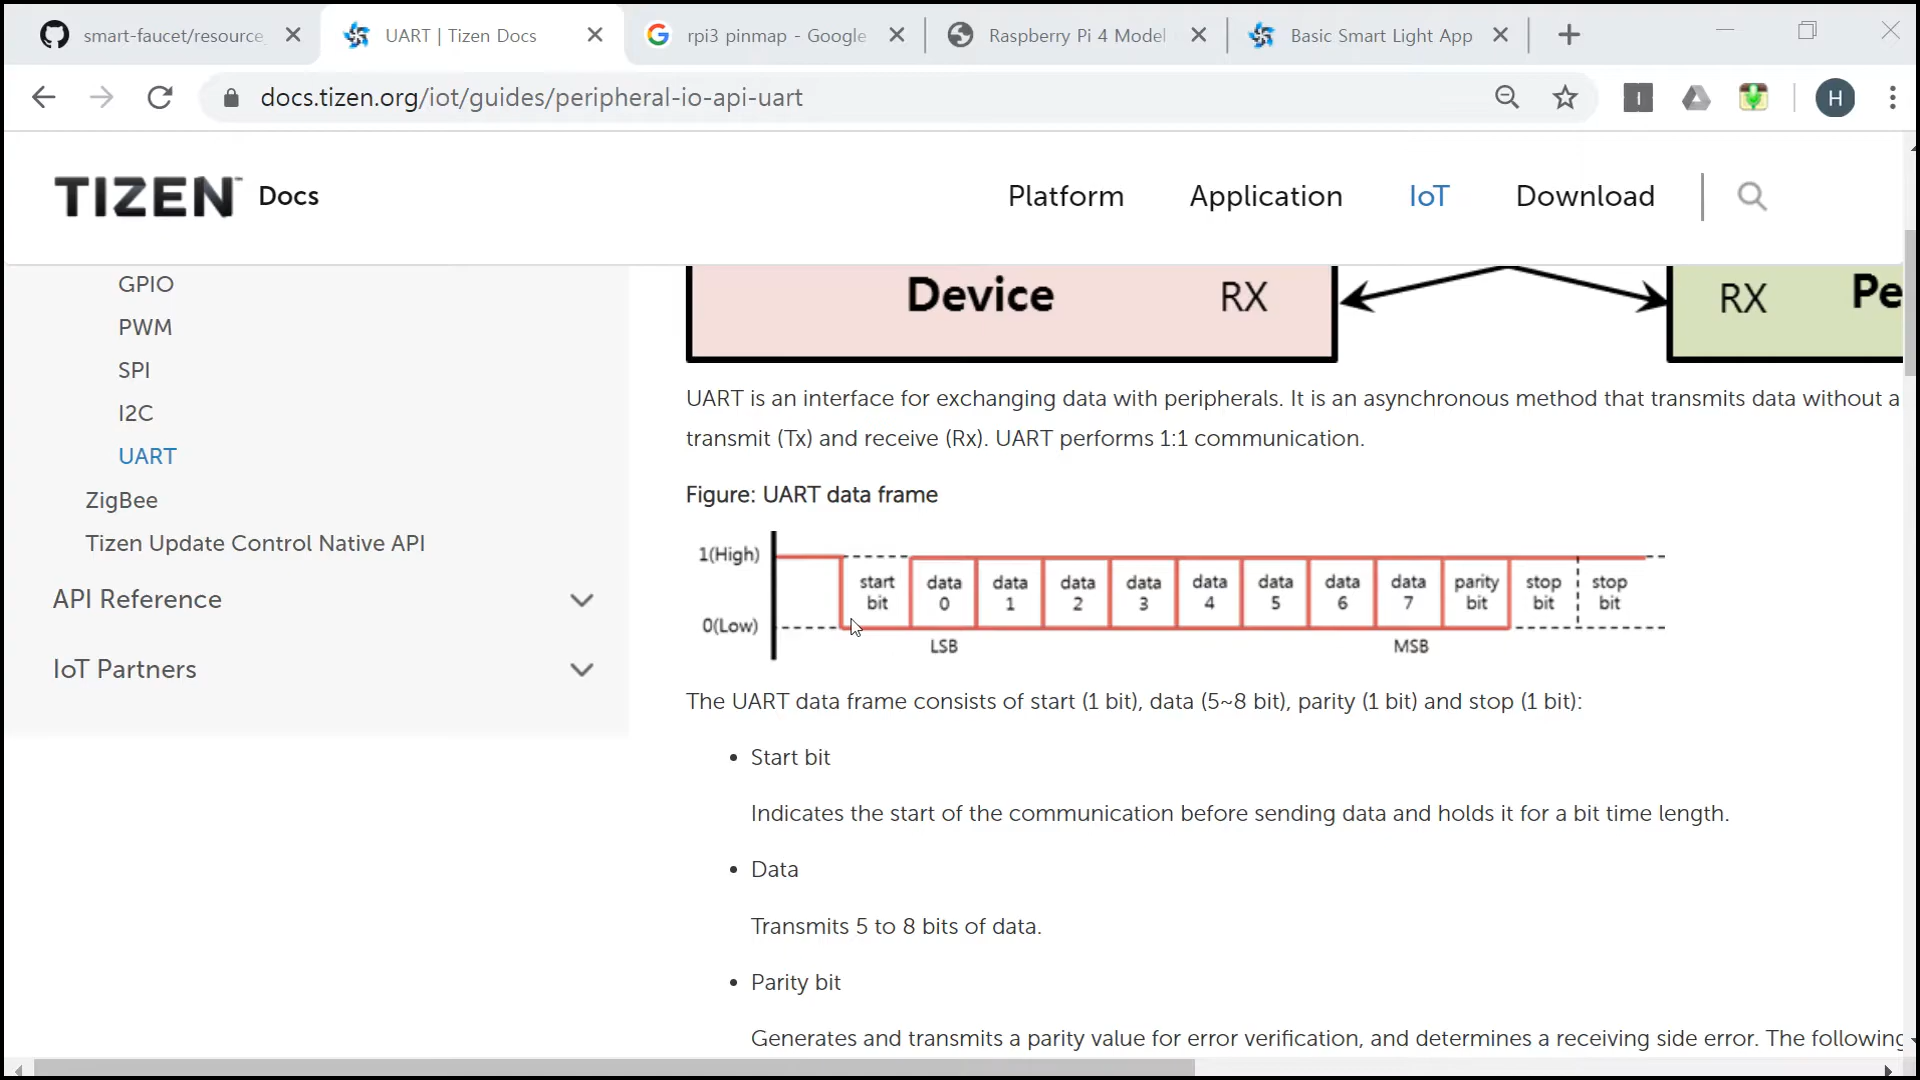 smart-faucet/resource
UART | Tizen Docs
rpi3 pinmap - Google
Raspberry Pi 4 Model
Basic Smart Light App
docs.tizen.org/iot/guides/peripheral-io-api-uart
H
TIZEN™ Docs
Platform
Application
IoT
Download
GPIO
PWM
SPI
I2C
UART
ZigBee
Tizen Update Control Native API
API Reference
IoT Partners
Device
RX
RX
Pe
UART is an interface for exchanging data with peripherals. It is an asynchronous method that transmits data without a
transmit (Tx) and receive (Rx). UART performs 1:1 communication.
Figure: UART data frame
1(High)
0(Low)
start
bit
data
0
data
1
data
2
data
3
data
4
data
5
data
6
data
7
parity
bit
stop
bit
stop
bit
LSB
MSB
The UART data frame consists of start (1 bit), data (5~8 bit), parity (1 bit) and stop (1 bit):
• Start bit
Indicates the start of the communication before sending data and holds it for a bit time length.
• Data
Transmits 5 to 8 bits of data.
• Parity bit
Generates and transmits a parity value for error verification, and determines a receiving side error. The following